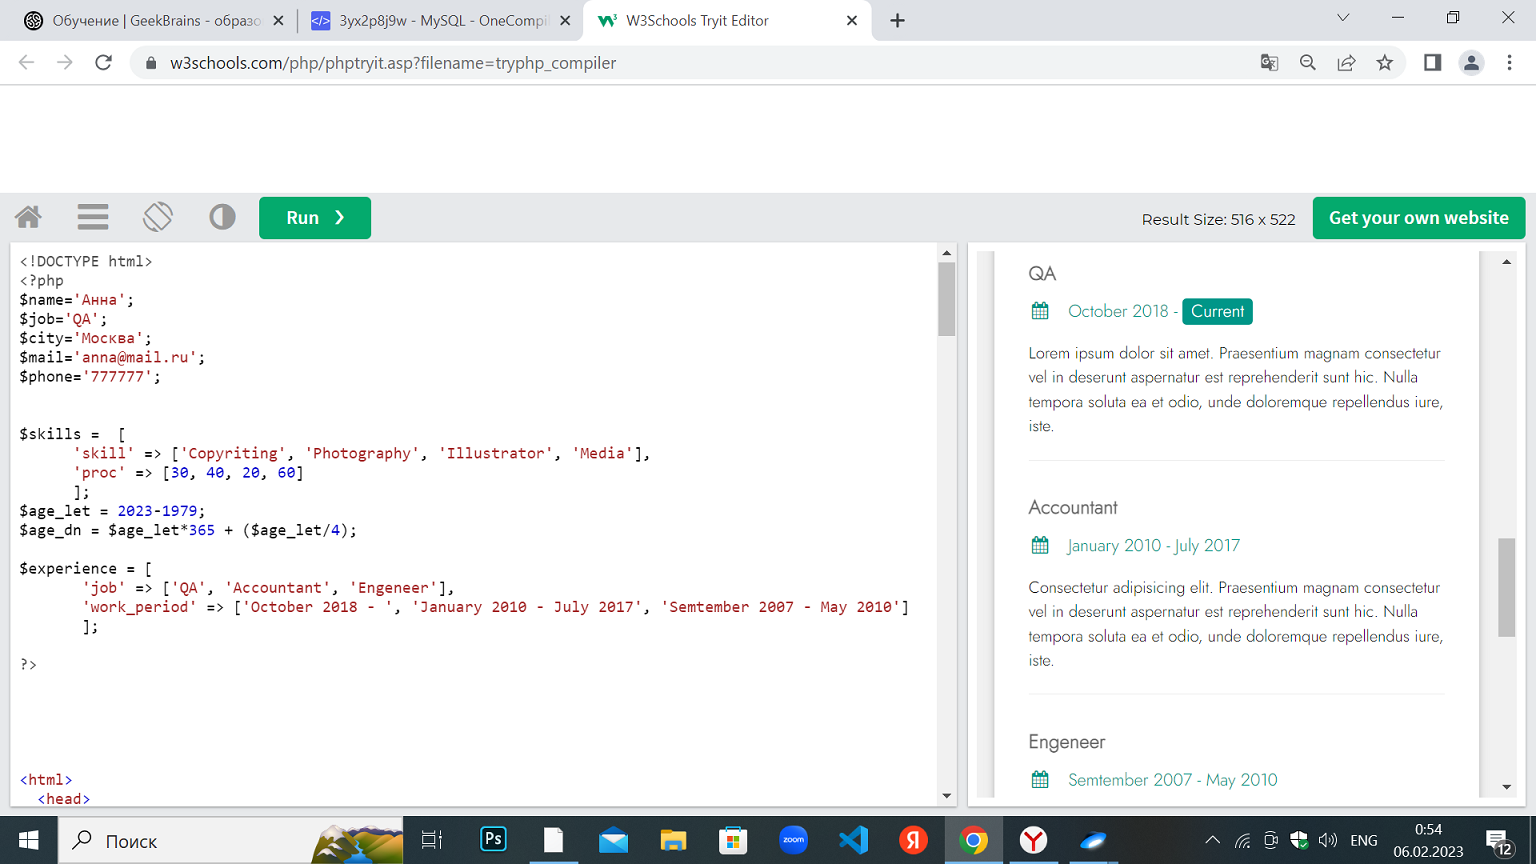 Обучение | GeekBrains - образо
3yx2p8j9w - MySQL - OneCompil
W3Schools Tryit Editor
w3schools.com/php/phptryit.asp?filename=tryphp_compiler
Run ❯
Result Size: 516 x 522
Get your own website
<!DOCTYPE html>
<?php
$name='Анна';
$job='QA';
$city='Москва';
$mail='anna@mail.ru';
$phone='777777';
$skills =  [
'skill' => ['Copyriting', 'Photography', 'Illustrator', 'Media'],
'proc' => [30, 40, 20, 60]
];
$age_let = 2023-1979;
$age_dn = $age_let*365 + ($age_let/4);
$experience = [
'job' => ['QA', 'Accountant', 'Engeneer'],
'work_period' => ['October 2018 - ', 'January 2010 - July 2017', 'Semtember 2007 - May 2010']
];
?>
<html>
<head>
QA
October 2018 - Current
Lorem ipsum dolor sit amet. Praesentium magnam consectetur
vel in deserunt aspernatur est reprehenderit sunt hic. Nulla
tempora soluta ea et odio, unde doloremque repellendus iure,
iste.
Accountant
January 2010 - July 2017
Consectetur adipisicing elit. Praesentium magnam consectetur
vel in deserunt aspernatur est reprehenderit sunt hic. Nulla
tempora soluta ea et odio, unde doloremque repellendus iure,
iste.
Engeneer
Semtember 2007 - May 2010
Поиск
Ps
zoom
Я
Y
ENG
0:54
06.02.2023
12